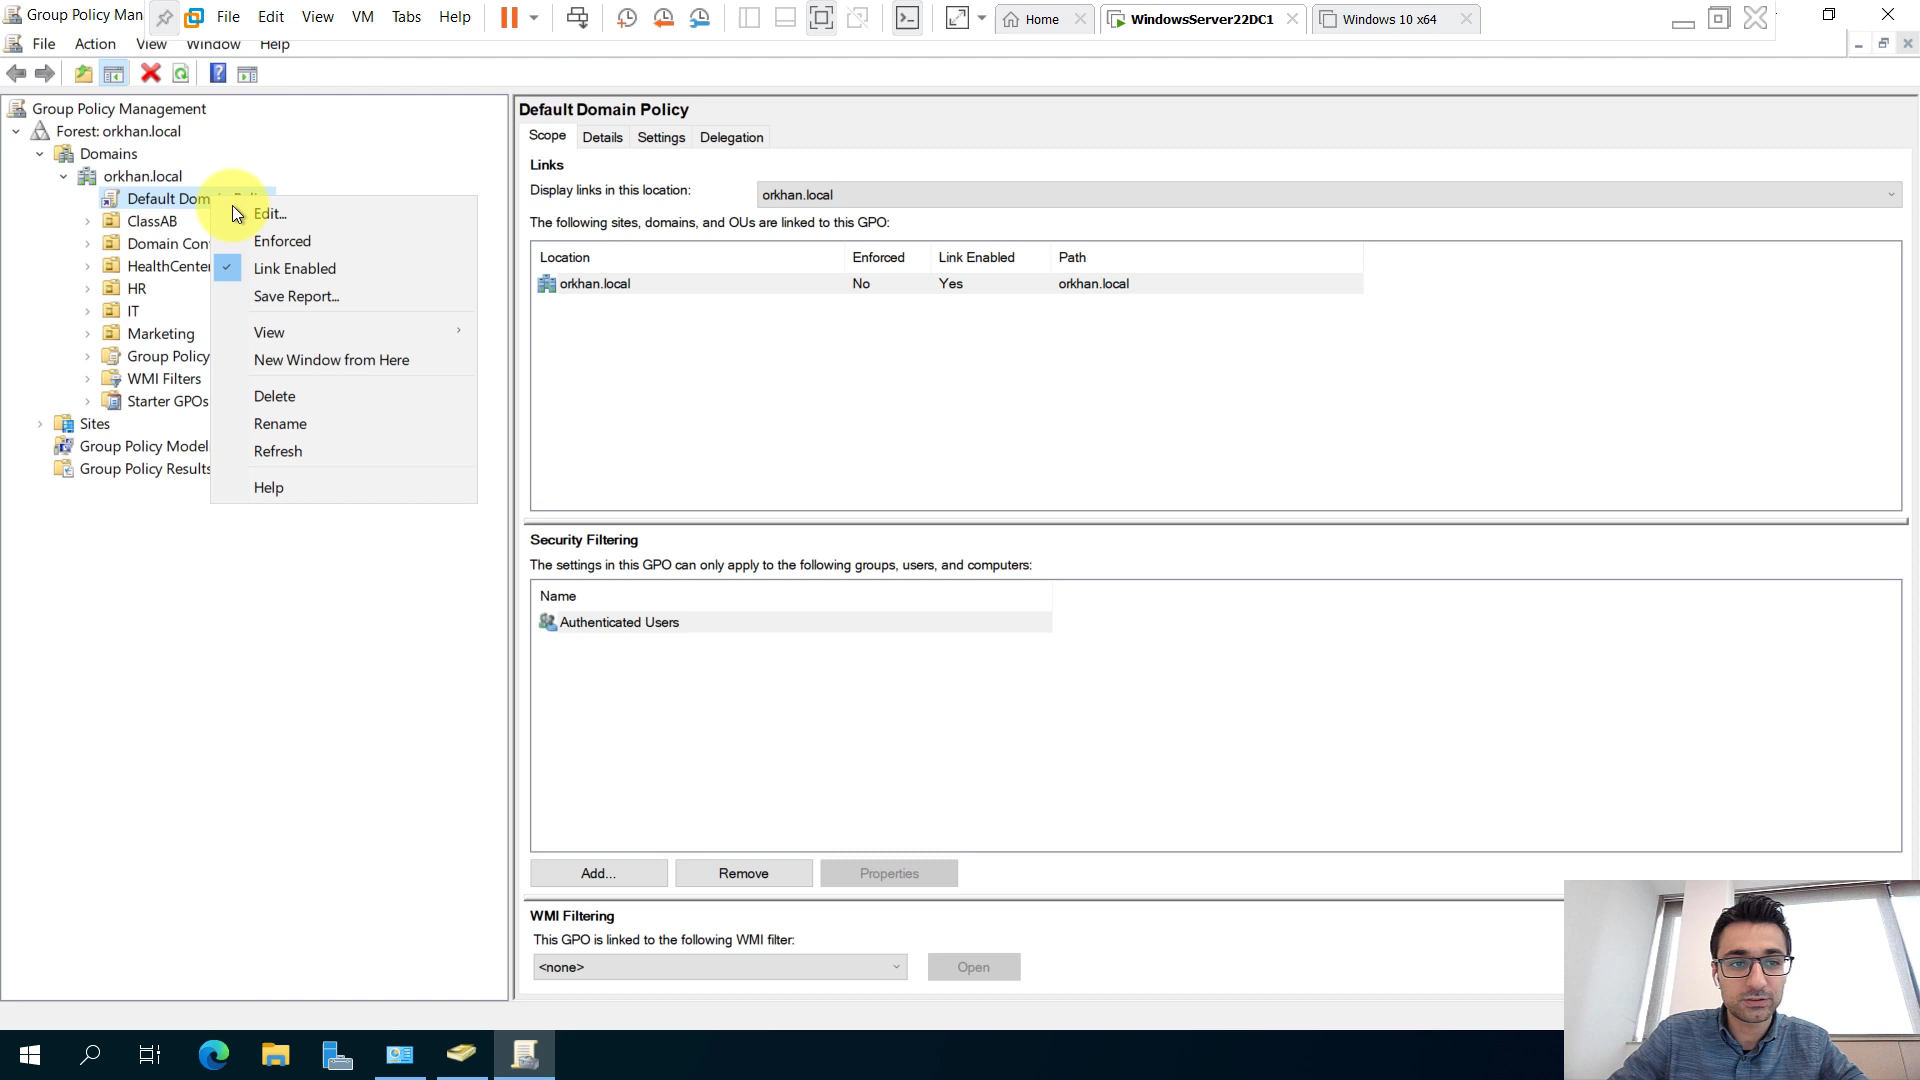 Group Policy Man
File Edit View VM Tabs Help
Home
WindowsServer22DC1
Windows 10 x64
File Action View Window Help
Group Policy Management
Forest: orkhan.local
Domains
orkhan.local
Default Dom
ClassAB
Domain Con
HealthCenter
HR
IT
Marketing
Group Policy
WMI Filters
Starter GPOs
Sites
Group Policy Model
Group Policy Results
Edit...
Enforced
Link Enabled
Save Report...
View
New Window from Here
Delete
Rename
Refresh
Help
Default Domain Policy
Scope Details Settings Delegation
Links
Display links in this location: orkhan.local
The following sites, domains, and OUs are linked to this GPO:
Location Enforced Link Enabled Path
orkhan.local No Yes orkhan.local
Security Filtering
The settings in this GPO can only apply to the following groups, users, and computers:
Name
Authenticated Users
Add... Remove Properties
WMI Filtering
This GPO is linked to the following WMI filter:
<none> Open